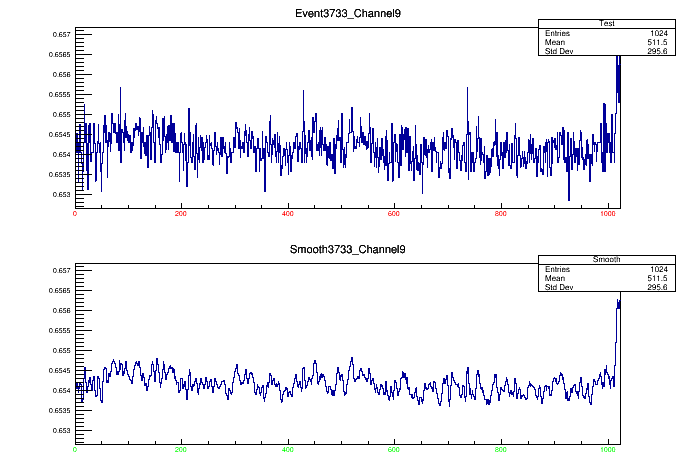 Event3733_Channel9
Test
Entries 1024
Mean 511.5
Std Dev 295.6
0.657
0.6565
0.656
0.6555
0.655
0.6545
0.654
0.6535
0.653
0 200 400 600 800 1000
Smooth3733_Channel9
Smooth
Entries 1024
Mean 511.5
Std Dev 295.6
0.657
0.6565
0.656
0.6555
0.655
0.6545
0.654
0.6535
0.653
0 200 400 600 800 1000